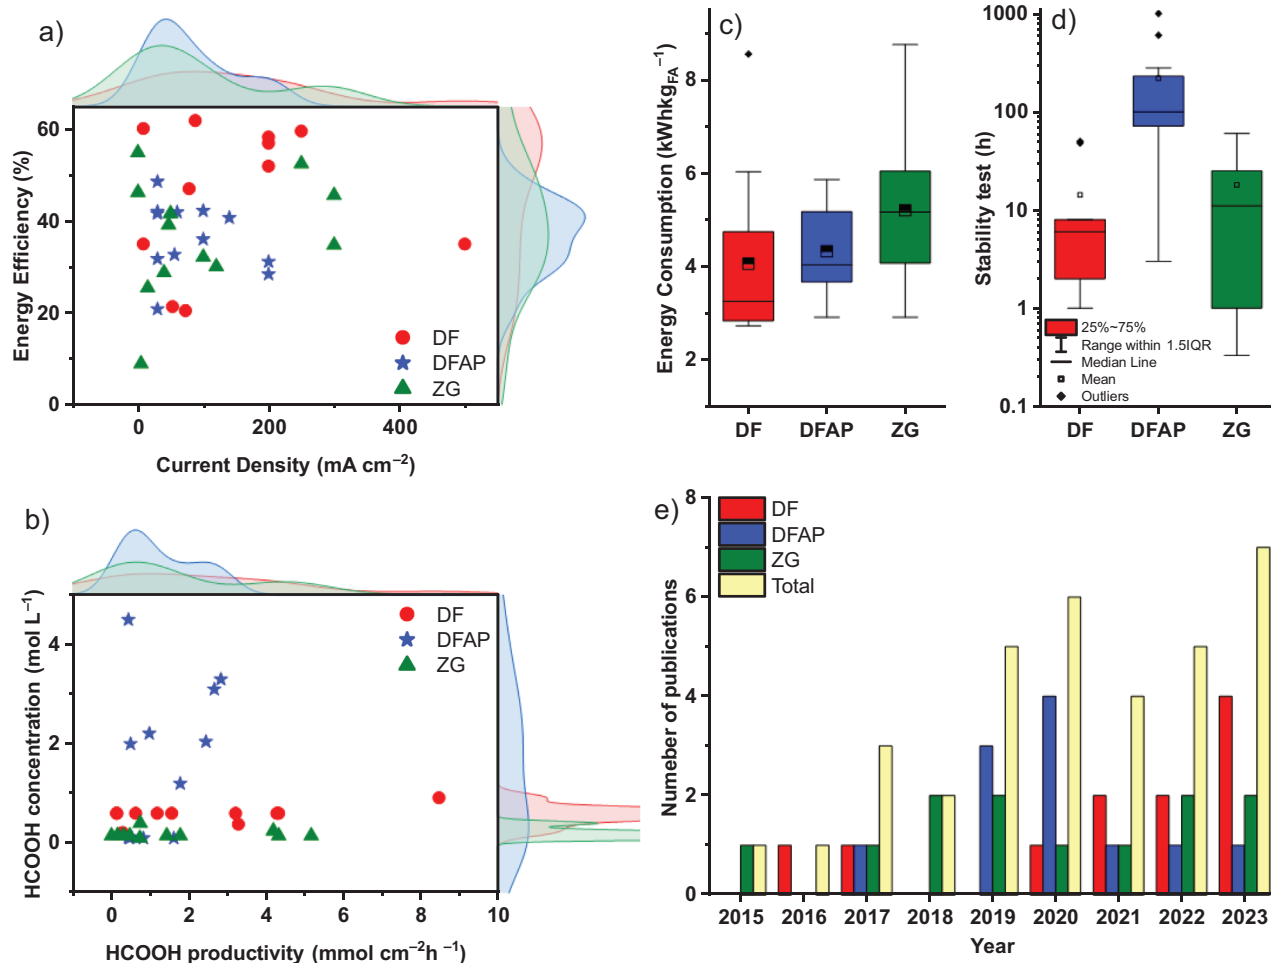 a)
Energy Efficiency (%)
60
40
20
0
DF
DFAP
ZG
0 200 400
Current Density (mA cm⁻²)
b)
HCOOH concentration (mol L⁻¹)
4
2
0
DF
DFAP
ZG
0 2 4 6 8 10
HCOOH productivity (mmol cm⁻²h ⁻¹)
c)
Energy Consumption (kWhkg_FA⁻¹)
8
6
4
2
DF DFAP ZG
d)
Stability test (h)
1000
100
10
1
0.1
25%~75%
Range within 1.5IQR
Median Line
Mean
Outliers
DF DFAP ZG
e)
Numeber of publications
8
6
4
2
0
DF
DFAP
ZG
Total
2015 2016 2017 2018 2019 2020 2021 2022 2023
Year